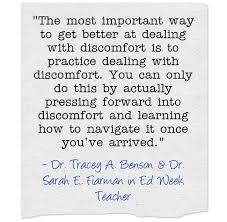 "The most important way
to get better at dealing
with discomfort is to
practice dealing with
discomfort. You can only
do this by actually
pressing forward into
discomfort and learning
how to navigate it once
you've arrived."
- Dr. Tracey A. Benson & Dr.
Sarah E. Fiarman in Ed Week
Teacher